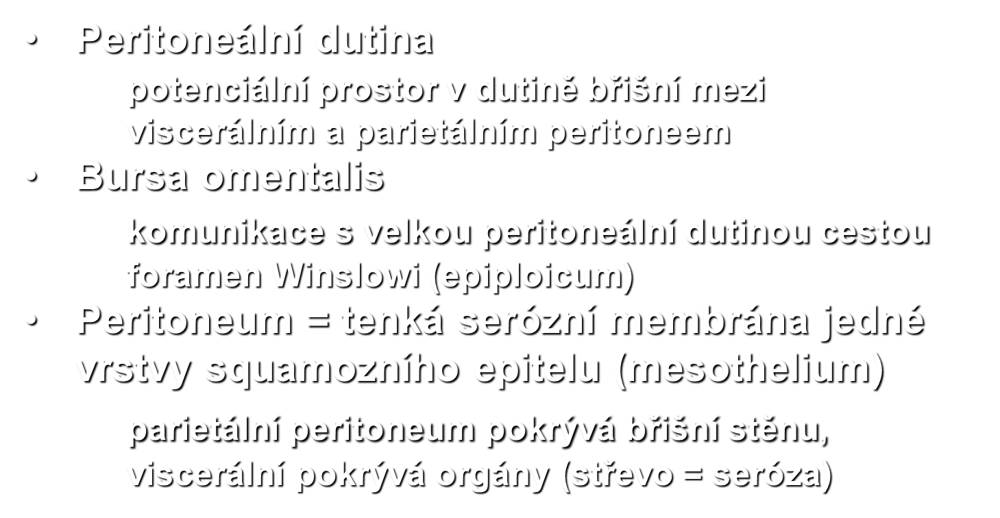 • Peritoneální dutina
potenciální prostor v dutině břišní mezi
viscerálním a parietálním peritoneem
• Bursa omentalis
komunikace s velkou peritoneální dutinou cestou
foramen Winslowi (epiploicum)
• Peritoneum = tenká serózní membrána jedné
vrstvy squamozního epitelu (mesothelium)
parietální peritoneum pokrývá břišní stěnu,
viscerální pokrývá orgány (střevo = seróza)